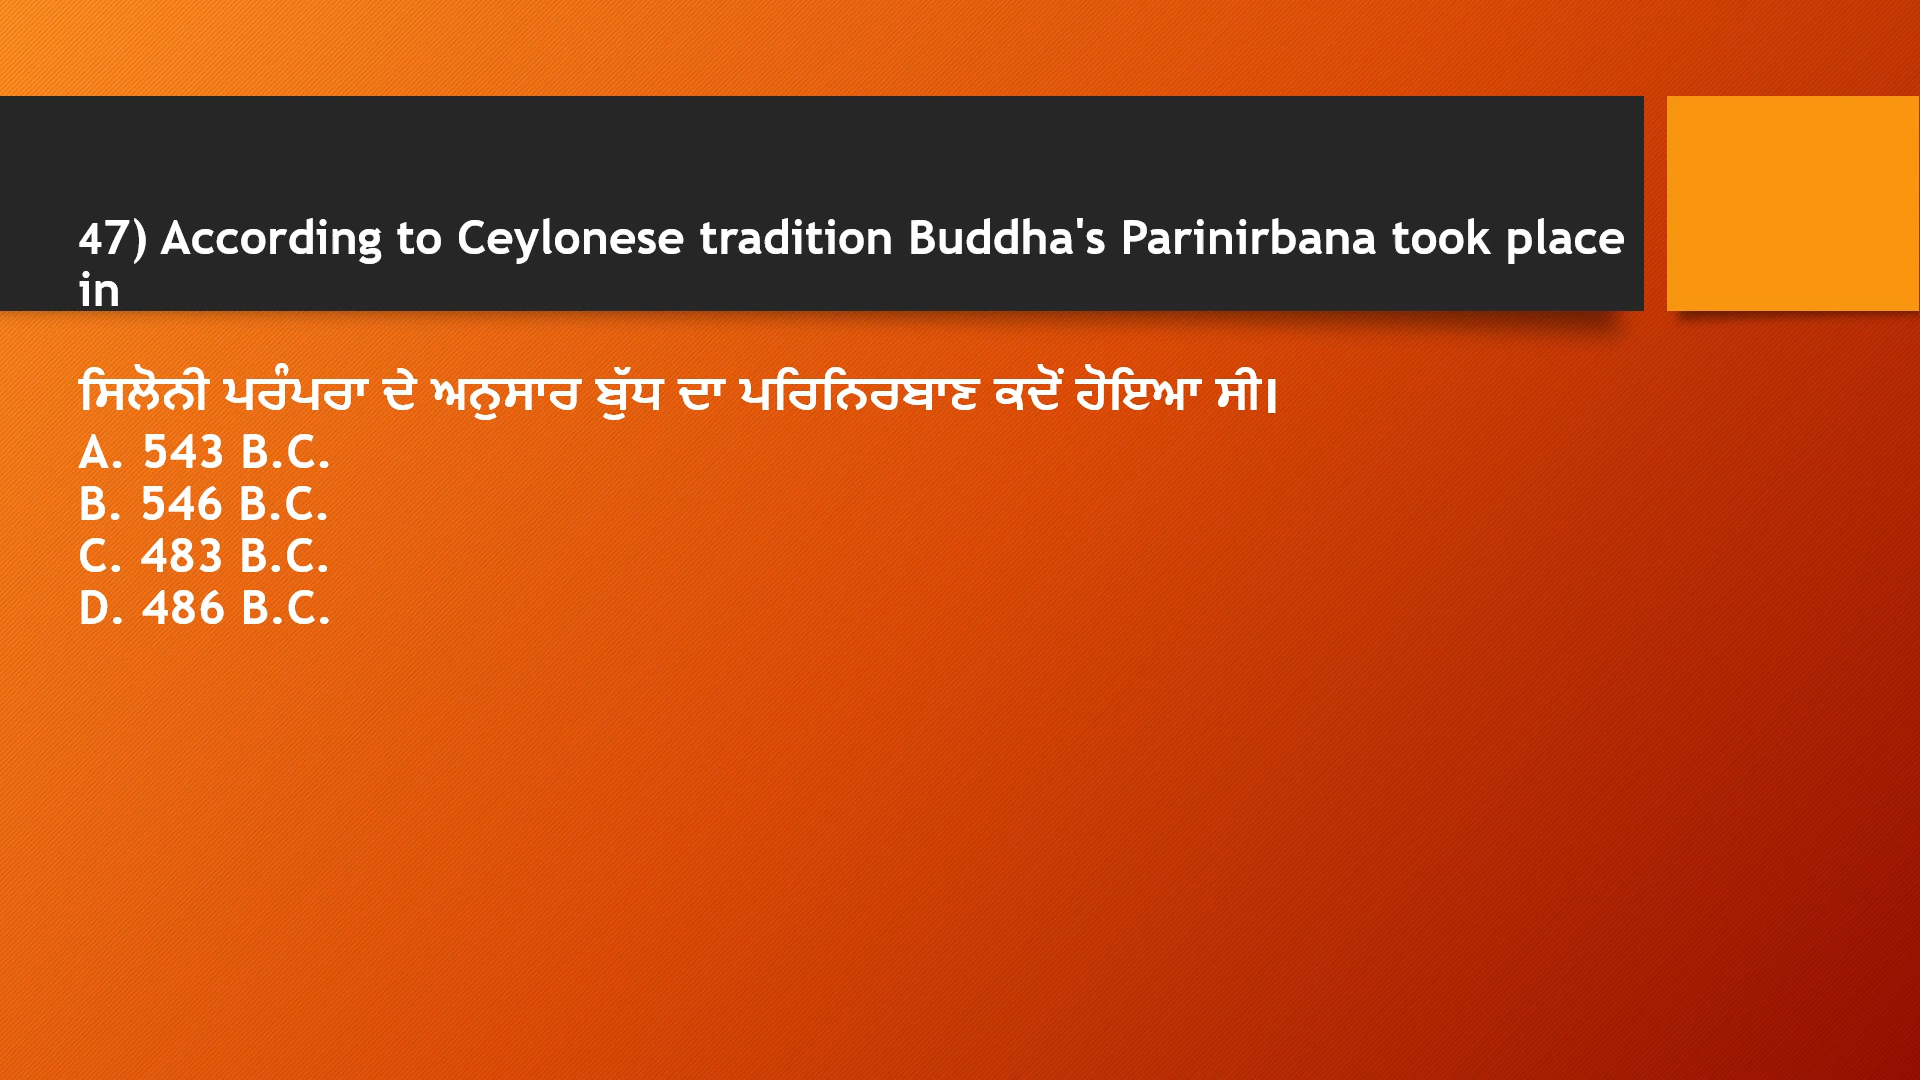 47) According to Ceylonese tradition Buddha's Parinirbana took place
in
ਸਿਲੋਨੀ ਪਰੰਪਰਾ ਦੇ ਅਨੁਸਾਰ ਬੁੱਧ ਦਾ ਪਰਿਨਿਰਬਾਣ ਕਦੋਂ ਹੋਇਆ ਸੀ।
A. 543 B.C.
B. 546 B.C.
C. 483 B.C.
D. 486 B.C.